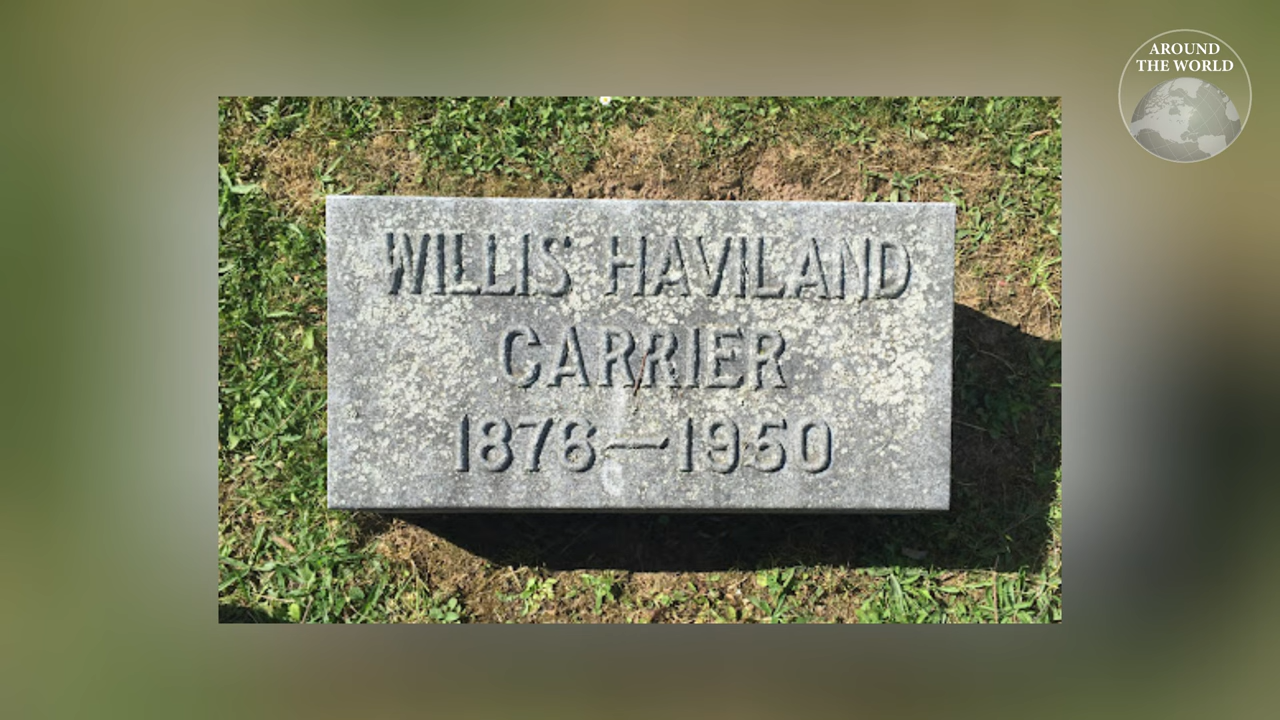 AROUND
THE WORLD
WILLIS HAVILAND
CARRIER
1876—1950